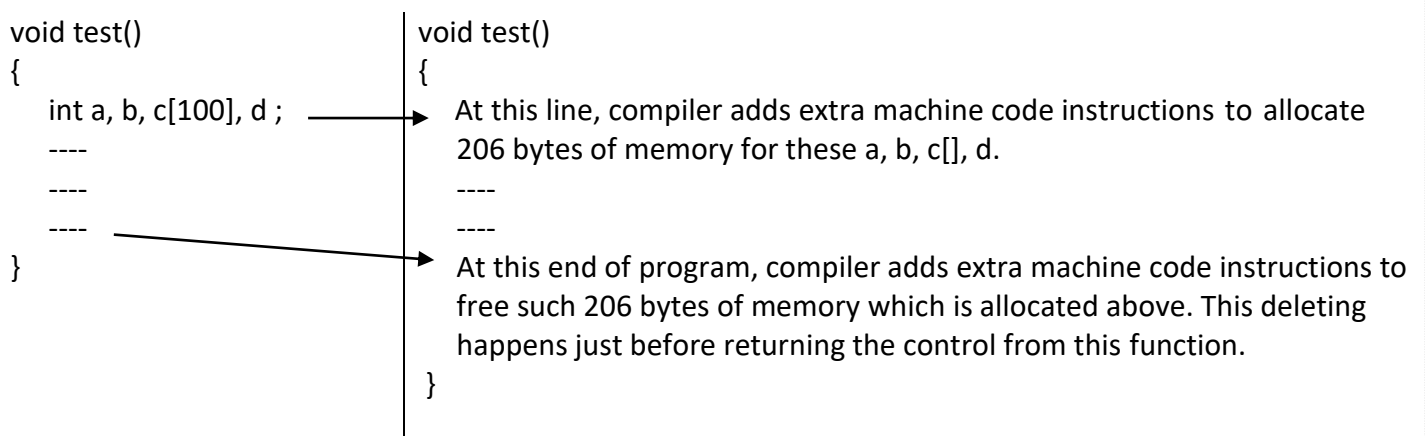 void test()
{
int a, b, c[100], d ;
----
----
----
}
void test()
{
At this line, compiler adds extra machine code instructions to allocate
206 bytes of memory for these a, b, c[], d.
----
----
At this end of program, compiler adds extra machine code instructions to
free such 206 bytes of memory which is allocated above. This deleting
happens just before returning the control from this function.
}